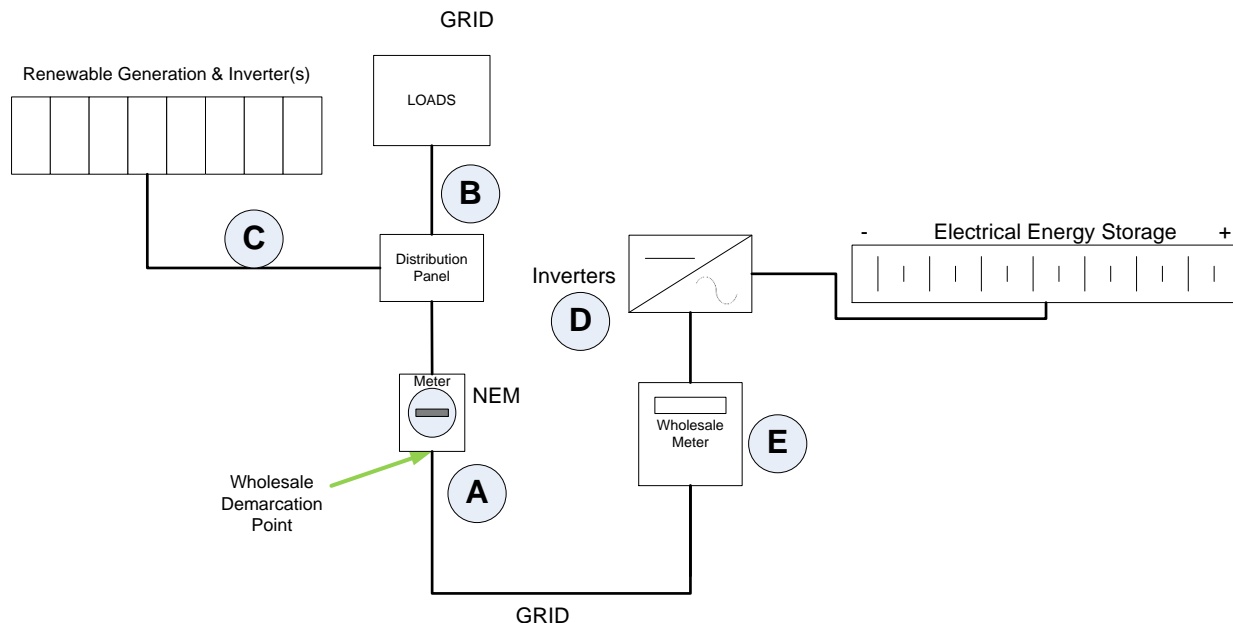 GRID
Renewable Generation & Inverter(s)
LOADS
B
C
Distribution
Panel
- Electrical Energy Storage +
Inverters
D
Meter
NEM
Wholesale
Meter
E
Wholesale
Demarcation
Point
A
GRID